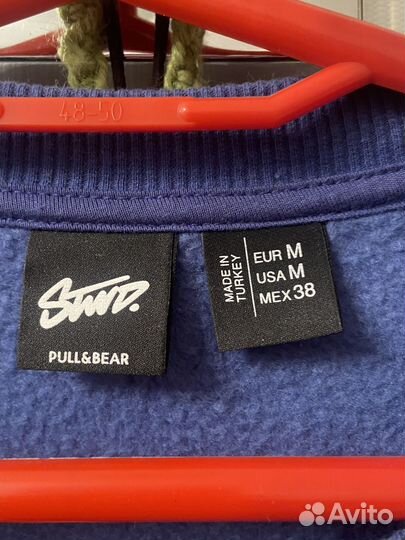 48-50
STWD.
PULL&BEAR
MADE IN
TURKEY
EUR M
USA M
MEX 38
Avito